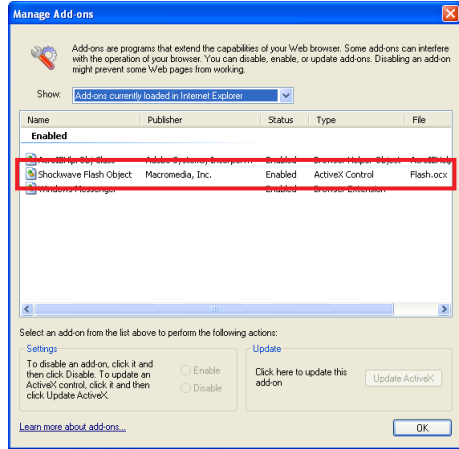 Manage Add-ons
Add-ons are programs that extend the capabilities of your Web browser. Some add-ons can interfere
with the operation of your browser. You can disable, enable, or update add-ons. Disabling an add-on
might prevent some Web pages from working.
Show: Add-ons currently loaded in Internet Explorer
Name Publisher Status Type File
Enabled
Adobe Systems, Enabled Browser Helper Object
Shockwave Flash Object Macromedia, Inc. Enabled ActiveX Control Flash.ocx
Windows Messenger Enabled Browser Extension
Select an add-on from the list above to perform the following actions:
Settings Update
To disable an add-on, click it and
then click Disable. To update an
ActiveX control, click it and then
click Update ActiveX.
Enable
Disable
Click here to update this
add-on
Update ActiveX
Learn more about add-ons...
OK